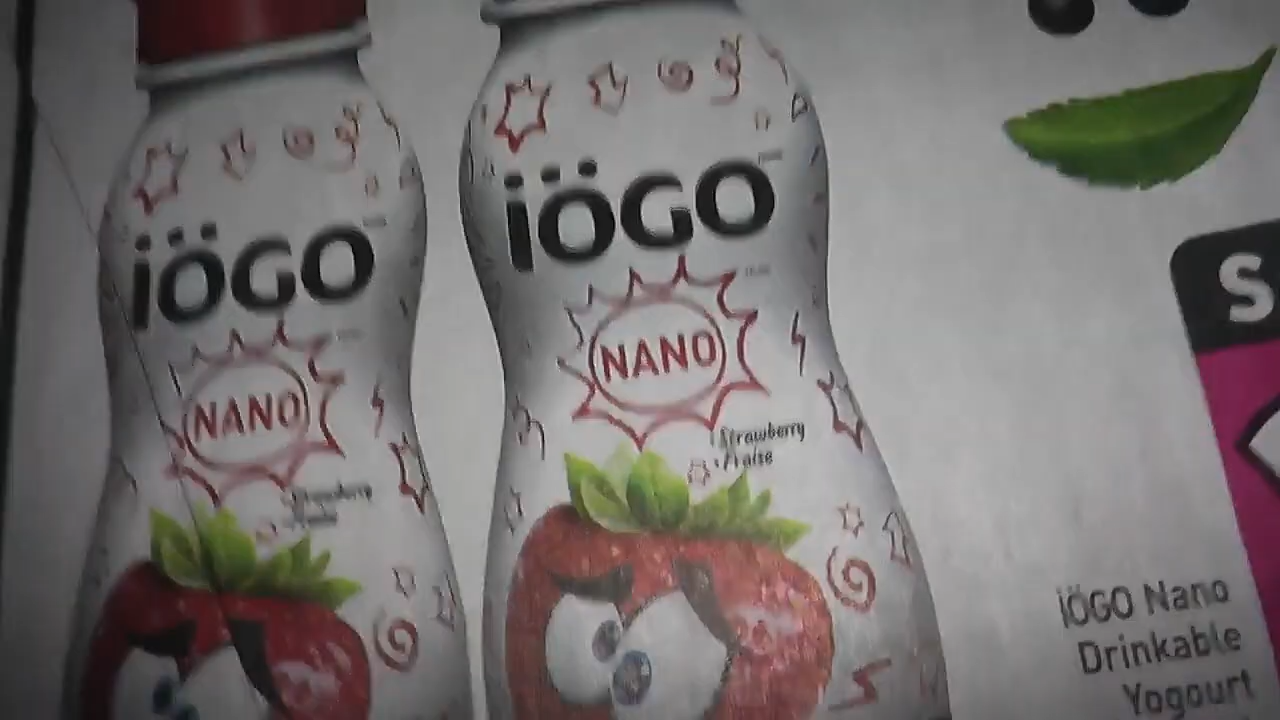 iÖGO
NANO
Strawberry
Fraise
iÖGO
NANO
Strawberry
Fraise
S
iÖGO Nano
Drinkable
Yogourt